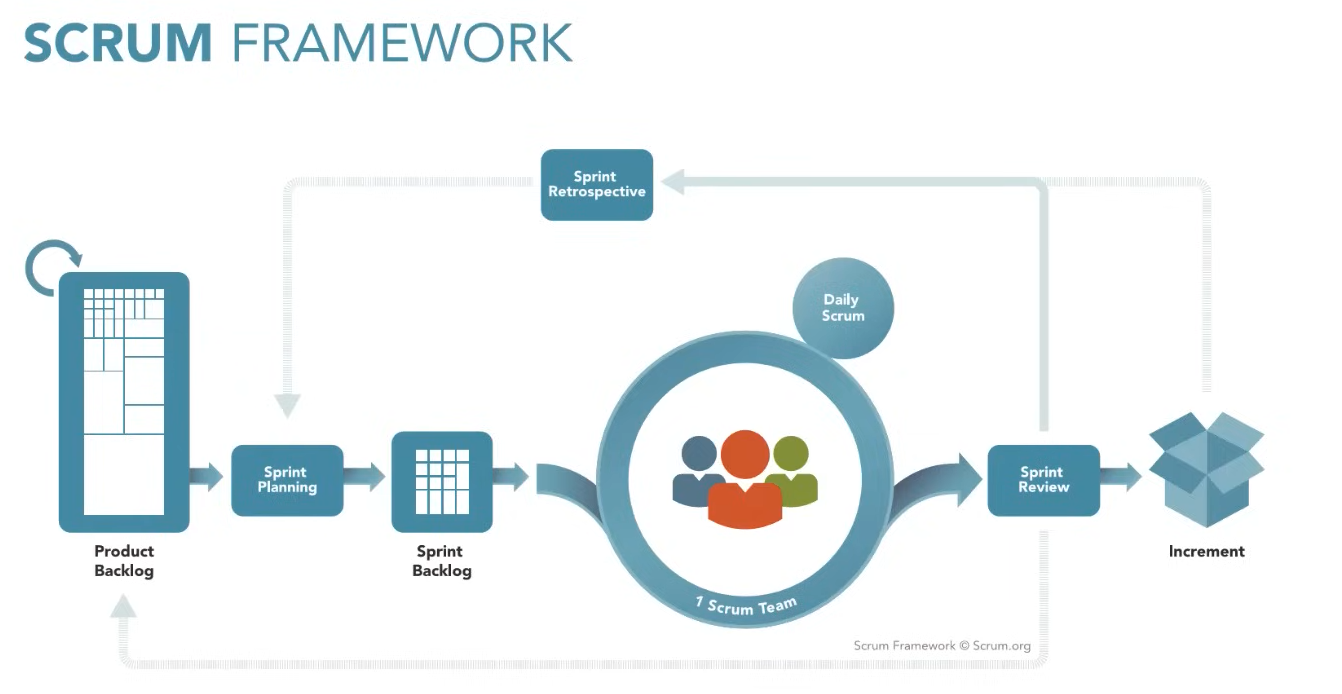 SCRUM FRAMEWORK
Sprint
Retrospective
Daily
Scrum
Sprint
Planning
Sprint
Review
Product
Backlog
Sprint
Backlog
Increment
1 Scrum Team
Scrum Framework © Scrum.org